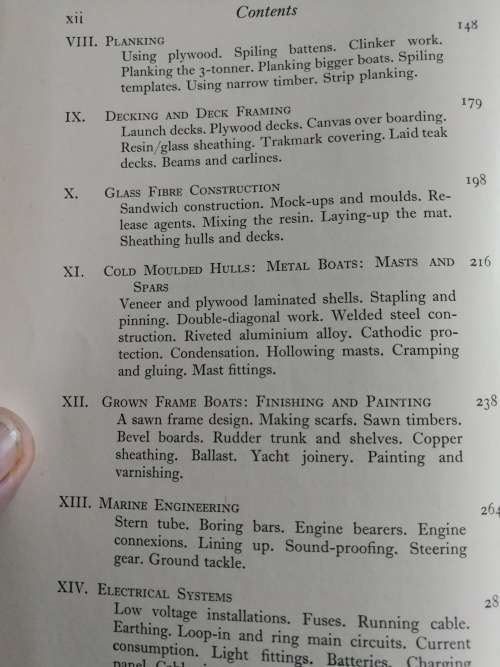 xii Contents
VIII. PLANKING 148
Using plywood. Spiling battens. Clinker work.
Planking the 3-tonner. Planking bigger boats. Spiling
templates. Using narrow timber. Strip planking.
IX. DECKING AND DECK FRAMING 179
Launch decks. Plywood decks. Canvas over boarding.
Resin/glass sheathing. Trakmark covering. Laid teak
decks. Beams and carlines.
X. GLASS FIBRE CONSTRUCTION 198
Sandwich construction. Mock-ups and moulds. Re-
lease agents. Mixing the resin. Laying-up the mat.
Sheathing hulls and decks.
XI. COLD MOULDED HULLS: METAL BOATS: MASTS AND 216
SPARS
Veneer and plywood laminated shells. Stapling and
pinning. Double-diagonal work. Welded steel con-
struction. Riveted aluminium alloy. Cathodic pro-
tection. Condensation. Hollowing masts. Cramping
and gluing. Mast fittings.
XII. GROWN FRAME BOATS: FINISHING AND PAINTING 238
A sawn frame design. Making scarfs. Sawn timbers.
Bevel boards. Rudder trunk and shelves. Copper
sheathing. Ballast. Yacht joinery. Painting and
varnishing.
XIII. MARINE ENGINEERING 264
Stern tube. Boring bars. Engine bearers. Engine
connexions. Lining up. Sound-proofing. Steering
gear. Ground tackle.
XIV. ELECTRICAL SYSTEMS 28
Low voltage installations. Fuses. Running cable.
Earthing. Loop-in and ring main circuits. Current
consumption. Light fittings. Batteries. Charging
panel.